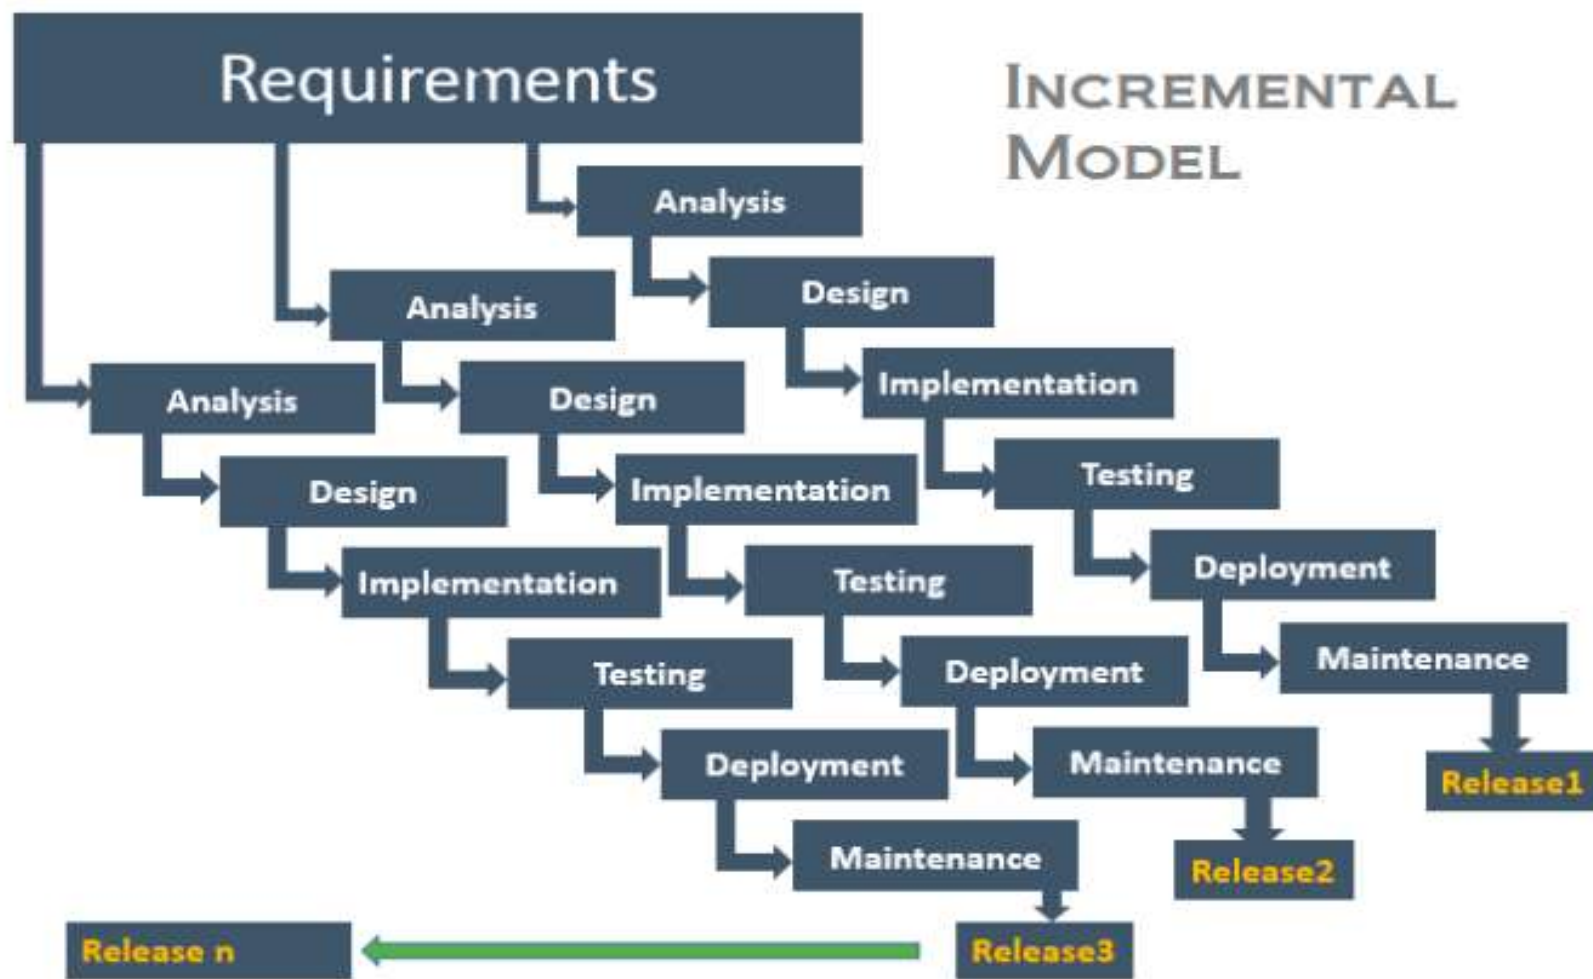 Requirements
INCREMENTAL
MODEL
Analysis
Design
Analysis
Implementation
Analysis
Design
Testing
Design
Implementation
Deployment
Implementation
Testing
Maintenance
Testing
Deployment
Release1
Deployment
Maintenance
Release2
Maintenance
Release3
Release n